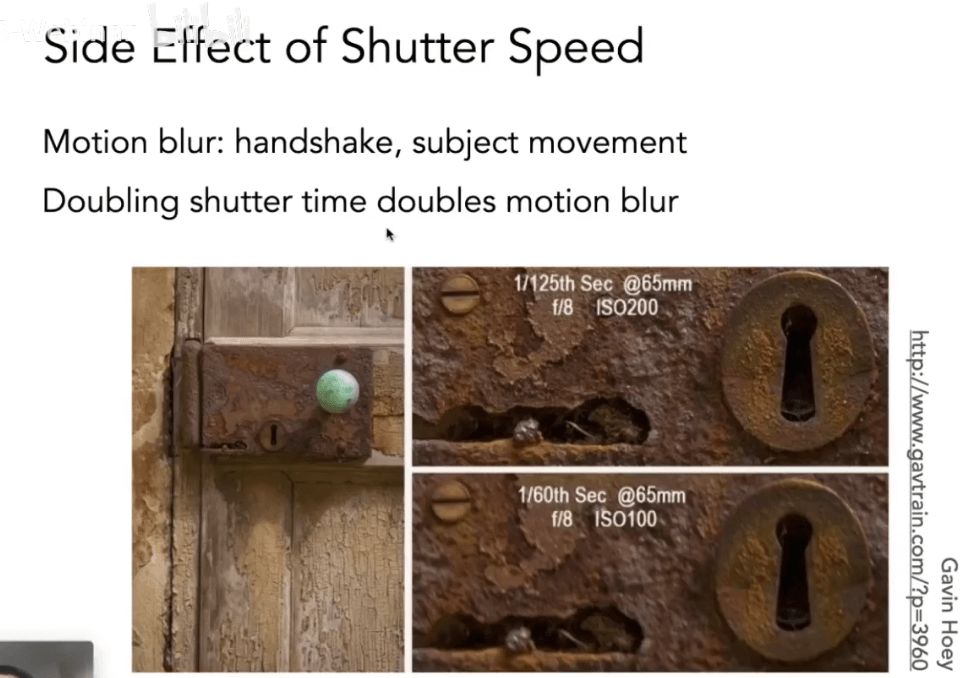 Side Effect of Shutter Speed
Motion blur: handshake, subject movement
Doubling shutter time doubles motion blur
1/125th Sec @65mm
f/8 ISO200
1/60th Sec @65mm
f/8 ISO100
Gavin Hoey
http://www.gavtrain.com/?p=3960